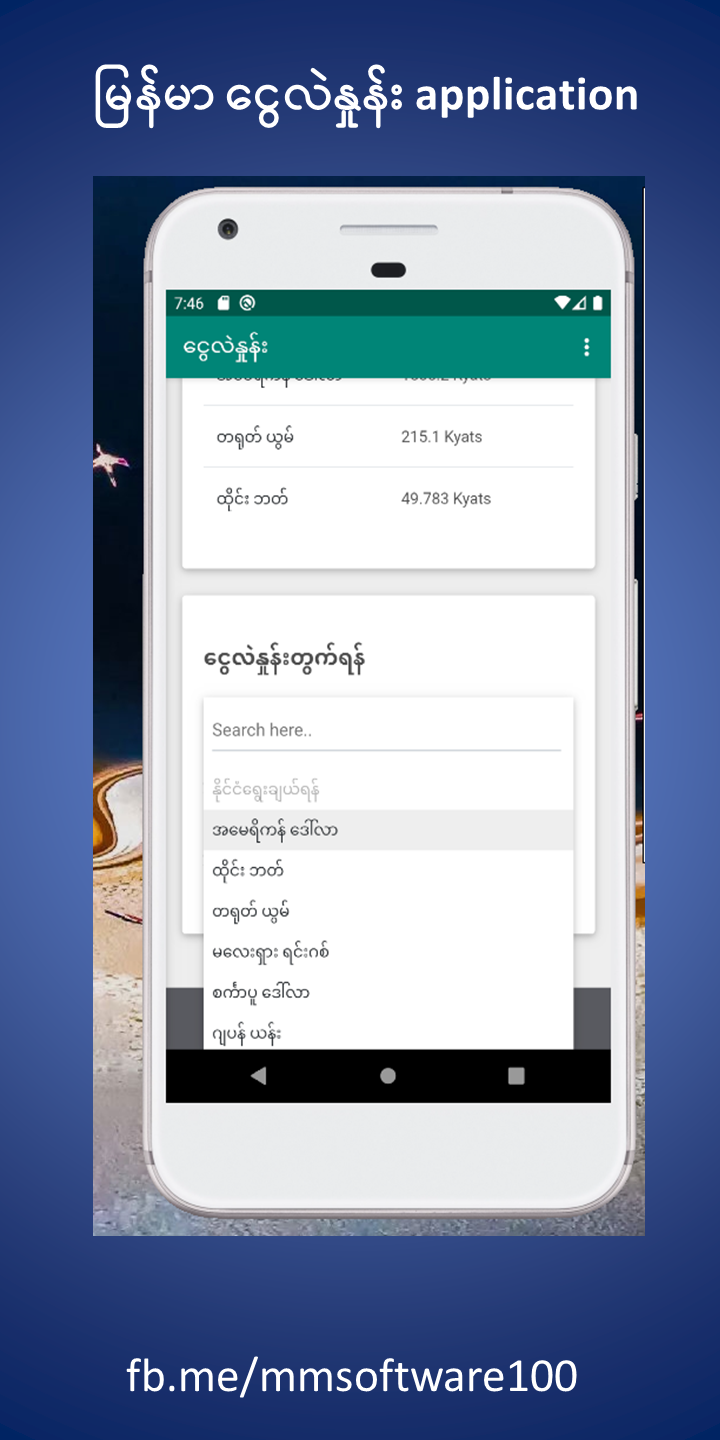 မြန်မာ ငွေလဲနှုန်း application
7:46
ငွေလဲနှုန်း
တရုတ် ယွမ် 215.1 Kyats
ထိုင်း ဘတ် 49.783 Kyats
ငွေလဲနှုန်းတွက်ရန်
Search here..
နိုင်ငံရွေးချယ်ရန်
အမေရိကန် ဒေါ်လာ
ထိုင်း ဘတ်
တရုတ် ယွမ်
မလေးရှား ရင်းဂစ်
စင်္ကာပူ ဒေါ်လာ
ဂျပန် ယန်း
fb.me/mmsoftware100